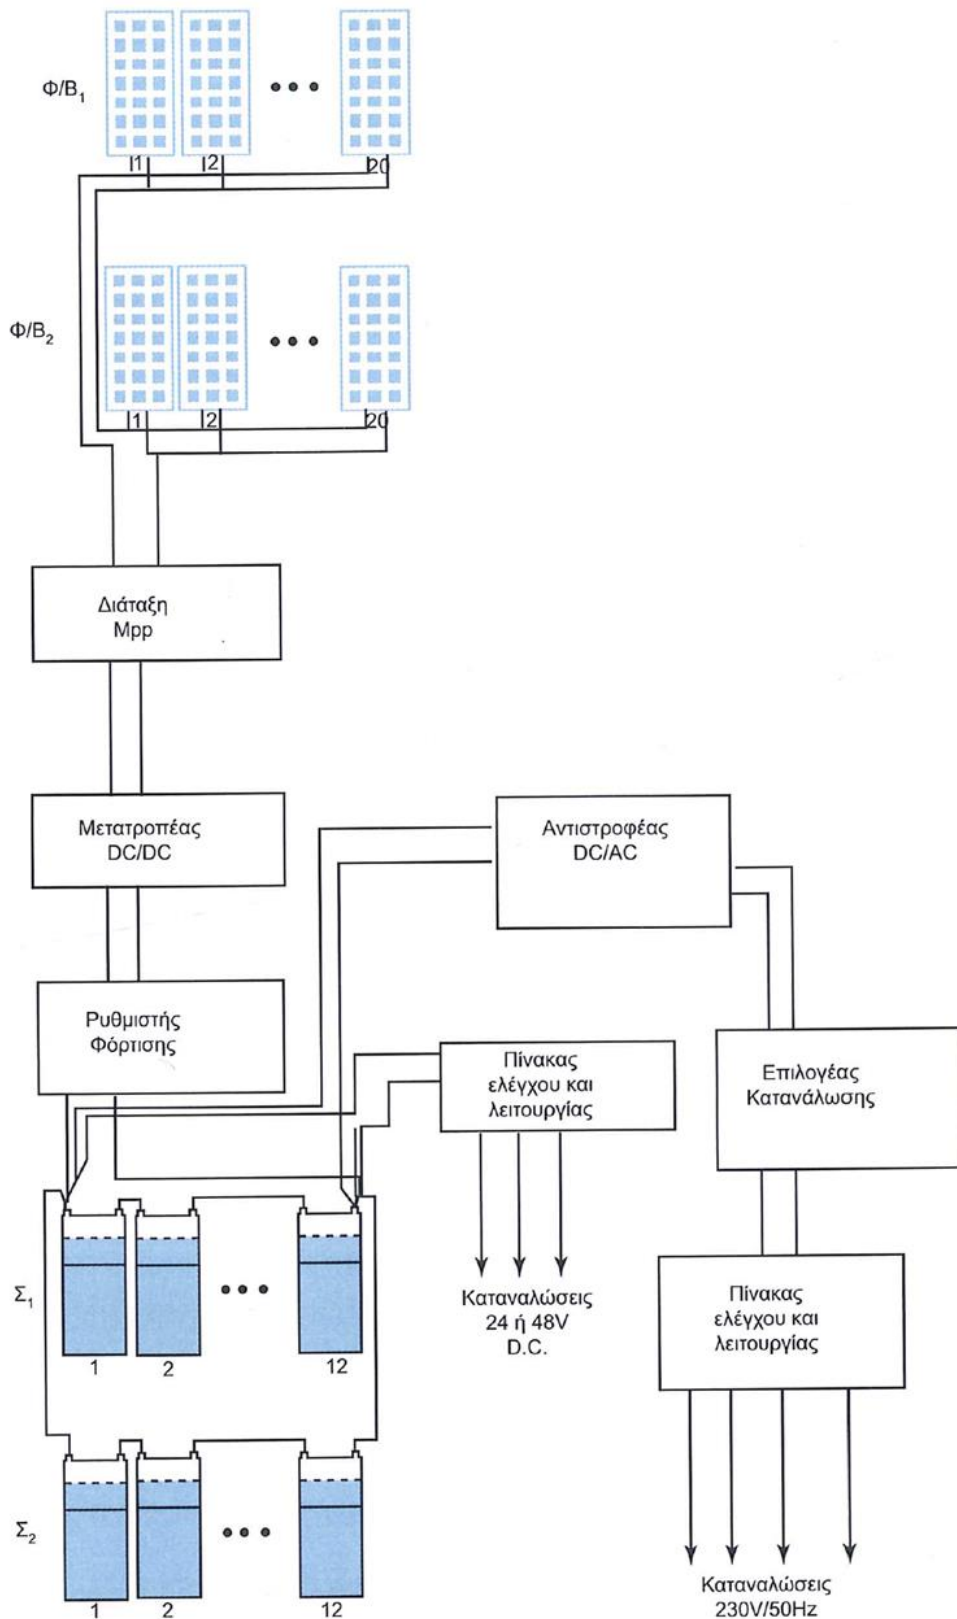 Φ/Β₁
1
2
20
Φ/Β₂
1
2
20
Διάταξη
Mpp
Μετατροπέας
DC/DC
Αντιστροφέας
DC/AC
Ρυθμιστής
Φόρτισης
Πίνακας
ελέγχου και
λειτουργίας
Επιλογέας
Κατανάλωσης
Σ₁
1
2
12
Καταναλώσεις
24 ή 48V
D.C.
Πίνακας
ελέγχου και
λειτουργίας
Σ₂
1
2
12
Καταναλώσεις
230V/50Hz